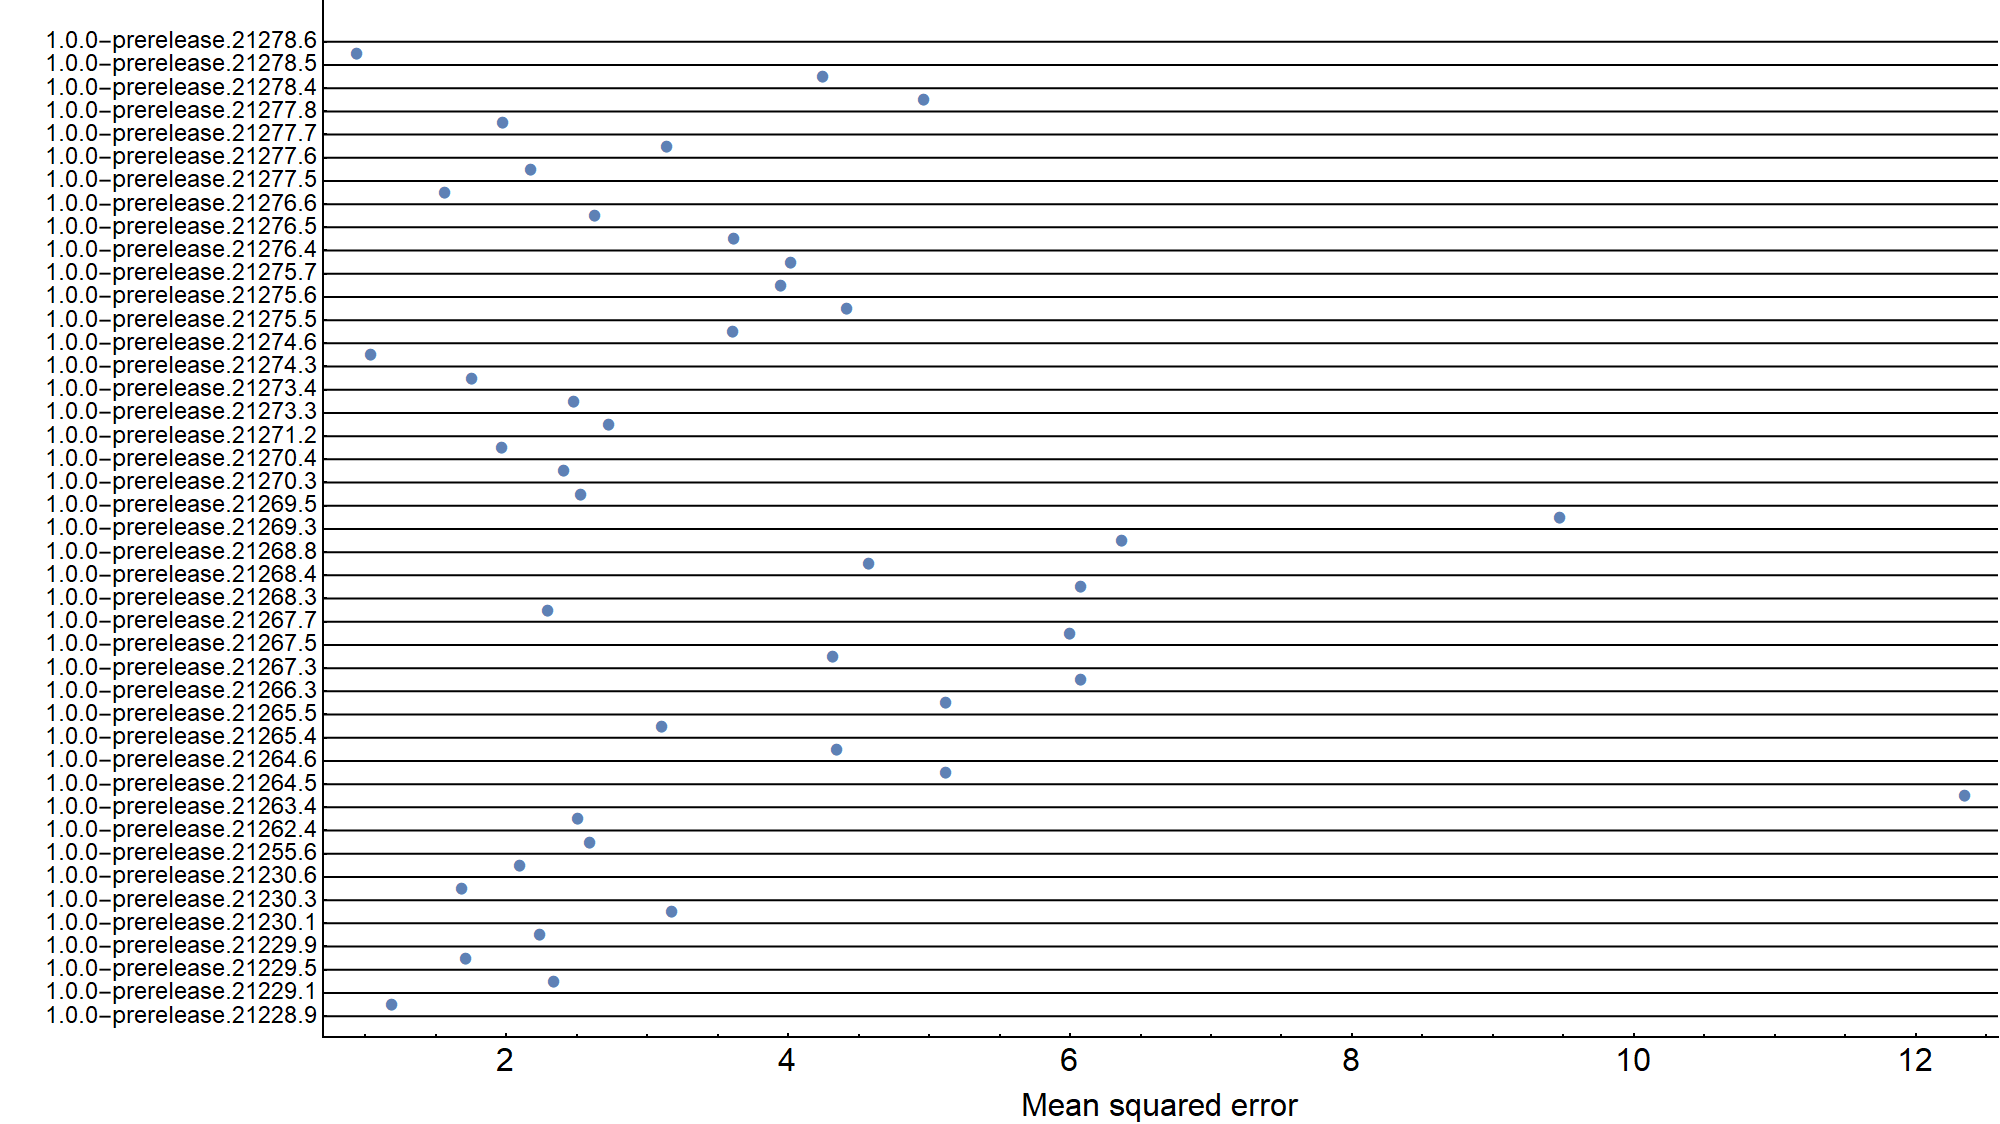 1.0.0−prerelease.21278.6
1.0.0−prerelease.21278.5
1.0.0−prerelease.21278.4
1.0.0−prerelease.21277.8
1.0.0−prerelease.21277.7
1.0.0−prerelease.21277.6
1.0.0−prerelease.21277.5
1.0.0−prerelease.21276.6
1.0.0−prerelease.21276.5
1.0.0−prerelease.21276.4
1.0.0−prerelease.21275.7
1.0.0−prerelease.21275.6
1.0.0−prerelease.21275.5
1.0.0−prerelease.21274.6
1.0.0−prerelease.21274.3
1.0.0−prerelease.21273.4
1.0.0−prerelease.21273.3
1.0.0−prerelease.21271.2
1.0.0−prerelease.21270.4
1.0.0−prerelease.21270.3
1.0.0−prerelease.21269.5
1.0.0−prerelease.21269.3
1.0.0−prerelease.21268.8
1.0.0−prerelease.21268.4
1.0.0−prerelease.21268.3
1.0.0−prerelease.21267.7
1.0.0−prerelease.21267.5
1.0.0−prerelease.21267.3
1.0.0−prerelease.21266.3
1.0.0−prerelease.21265.5
1.0.0−prerelease.21265.4
1.0.0−prerelease.21264.6
1.0.0−prerelease.21264.5
1.0.0−prerelease.21263.4
1.0.0−prerelease.21262.4
1.0.0−prerelease.21255.6
1.0.0−prerelease.21230.6
1.0.0−prerelease.21230.3
1.0.0−prerelease.21230.1
1.0.0−prerelease.21229.9
1.0.0−prerelease.21229.5
1.0.0−prerelease.21229.1
1.0.0−prerelease.21228.9
2 4 6 8 10 12
Mean squared error